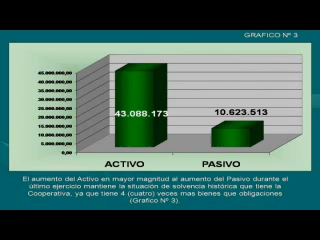 GRAFICO Nº 3
45.000.000,00
40.000.000,00
35.000.000,00
30.000.000,00
25.000.000,00
20.000.000,00
15.000.000,00
10.000.000,00
5.000.000,00
0,00
43.088.173
10.623.513
ACTIVO
PASIVO
El aumento del Activo en mayor magnitud al aumento del Pasivo durante el
último ejercicio mantiene la situación de solvencia histórica que tiene la
Cooperativa, ya que tiene 4 (cuatro) veces mas bienes que obligaciones
(Grafico Nº 3).